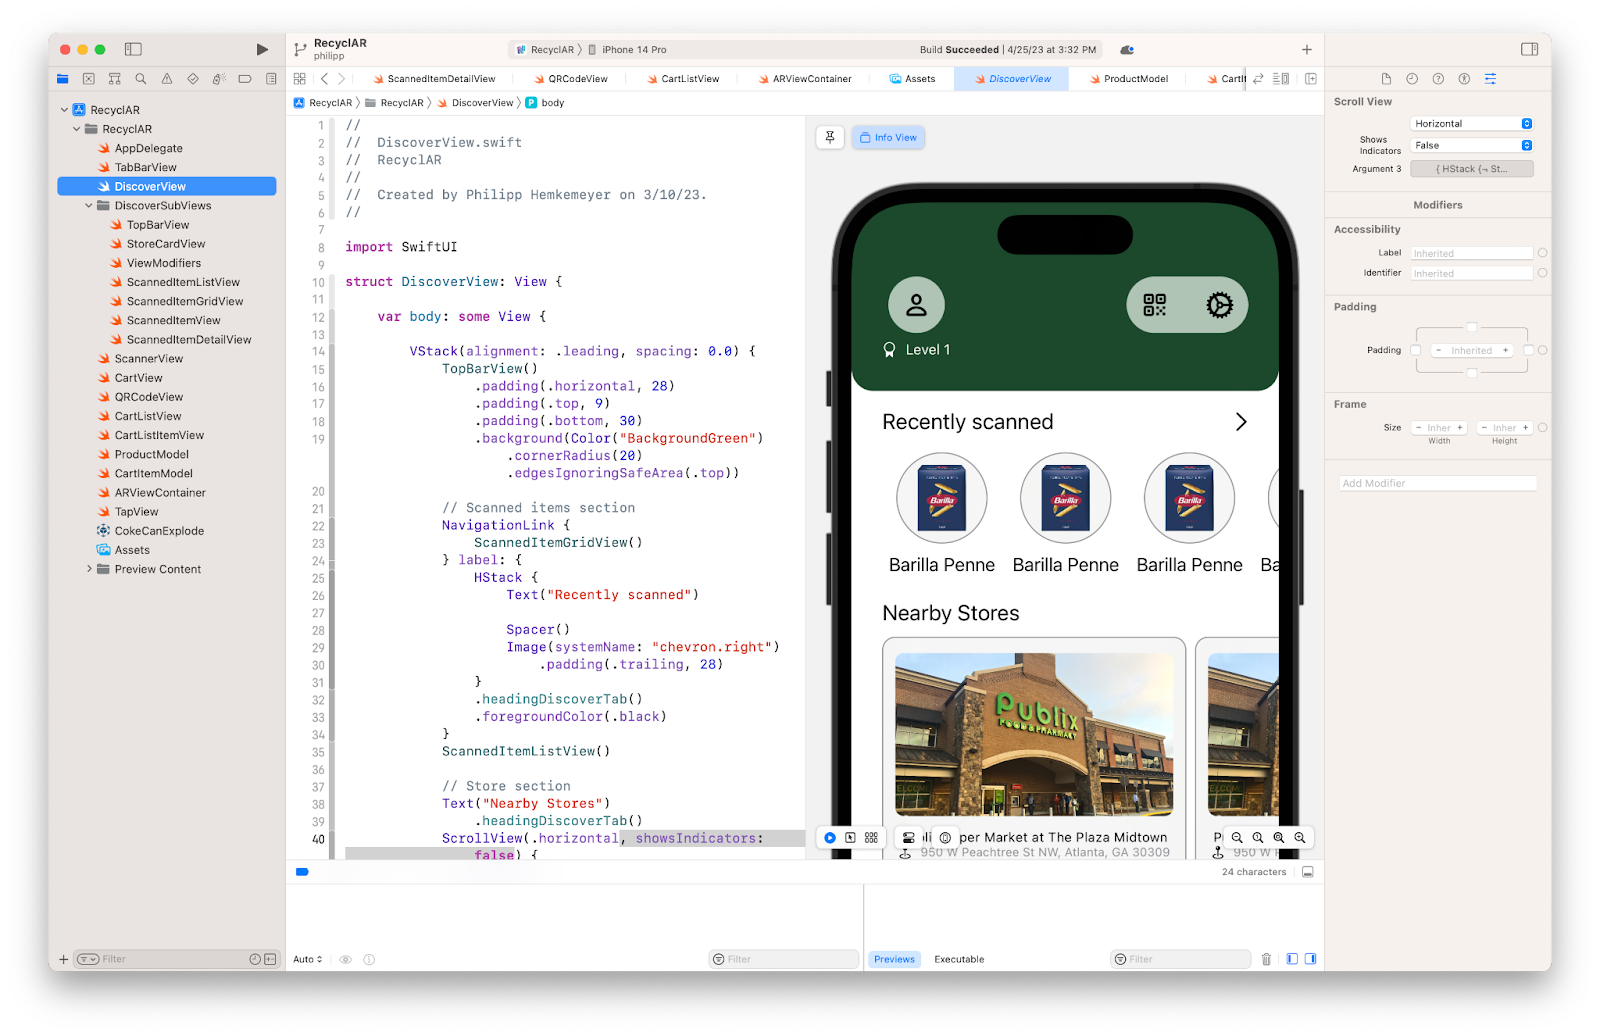 RecyclAR
philipp
RecyclAR
iPhone 14 Pro
Build Succeeded | 4/25/23 at 3:32 PM
ScannedItemDetailView
QRCodeView
CartListView
ARViewContainer
Assets
DiscoverView
ProductModel
RecyclAR
RecyclAR
DiscoverView
body
RecyclAR
RecyclAR
AppDelegate
TabBarView
DiscoverView
DiscoverSubViews
TopBarView
StoreCardView
ViewModifiers
ScannedItemListView
ScannedItemGridView
ScannedItemView
ScannedItemDetailView
ScannerView
CartView
QRCodeView
CartListView
CartListItemView
ProductModel
CartItemModel
ARViewContainer
TapView
CokeCanExplode
Assets
Preview Content
Filter
1 //
2 //  DiscoverView.swift
3 //  RecyclAR
4 //
5 //  Created by Philipp Hemkemeyer on 3/10/23.
6 //
7
8 import SwiftUI
9
10 struct DiscoverView: View {
11
12     var body: some View {
13
14         VStack(alignment: .leading, spacing: 0.0) {
15             TopBarView()
16                 .padding(.horizontal, 28)
17                 .padding(.top, 9)
18                 .padding(.bottom, 30)
19                 .background(Color("BackgroundGreen")
                    .cornerRadius(20)
                    .edgesIgnoringSafeArea(.top))
20
21             // Scanned items section
22             NavigationLink {
23                 ScannedItemGridView()
24             } label: {
25                 HStack {
26                     Text("Recently scanned")
27
28                     Spacer()
29                     Image(systemName: "chevron.right")
30                         .padding(.trailing, 28)
31                 }
32                 .headingDiscoverTab()
33                 .foregroundColor(.black)
34             }
35             ScannedItemListView()
36
37             // Store section
38             Text("Nearby Stores")
39                 .headingDiscoverTab()
40             ScrollView(.horizontal, showsIndicators:
                false) {
Info View
Level 1
Recently scanned
Barilla
Barilla
Barilla
Barilla Penne
Barilla Penne
Barilla Penne
Ba
Nearby Stores
Publix
FOOD & PHARMACY
WELCOME
per Market at The Plaza Midtown
950 W Peachtree St NW, Atlanta, GA 30309
950 W
24 characters
Auto
Filter
Previews
Executable
Filter
Scroll View
Horizontal
Shows
Indicators
False
Argument 3
{ HStack {¬ St...
Modifiers
Accessibility
Label
Inherited
Identifier
Inherited
Padding
Padding
- Inherited +
Frame
Size
- Inher +
- Inher +
Width
Height
Add Modifier